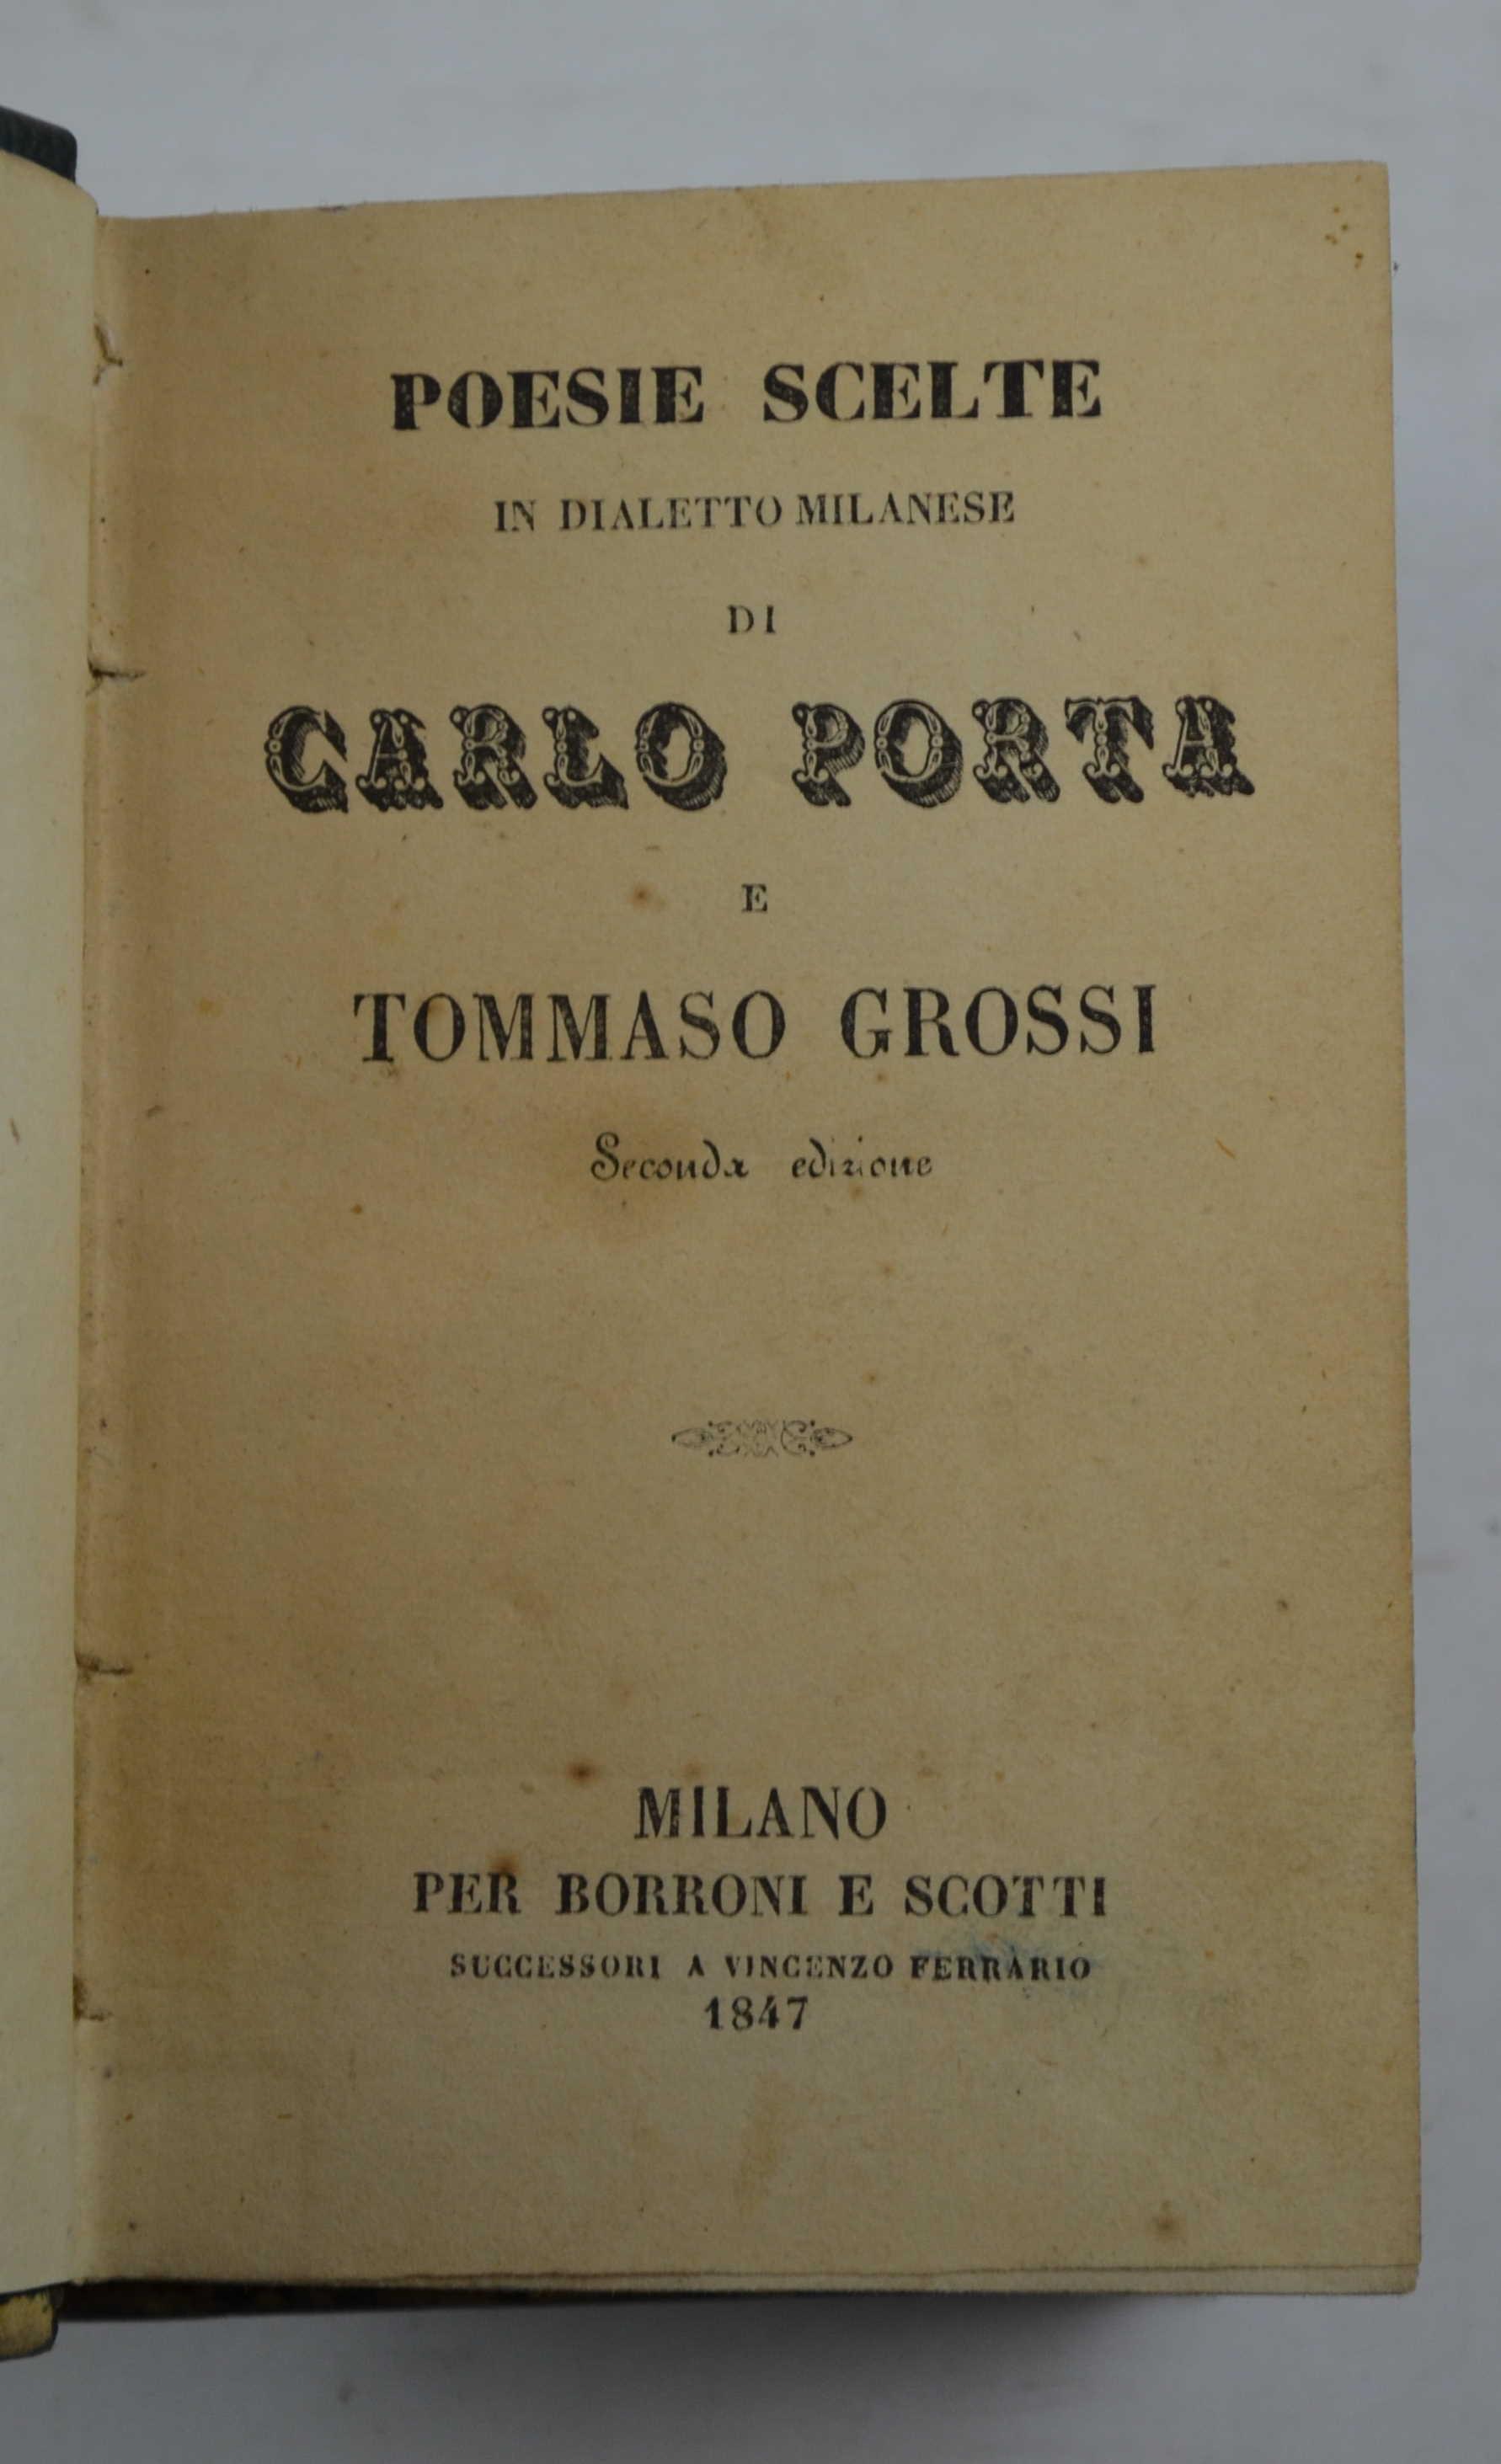 POESIE SCELTE
IN DIALETTO MILANESE
DI
CARLO PORTA
E
TOMMASO GROSSI
Seconda edizione
MILANO
PER BORRONI E SCOTTI
SUCCESSORI A VINCENZO FERRARIO
1847